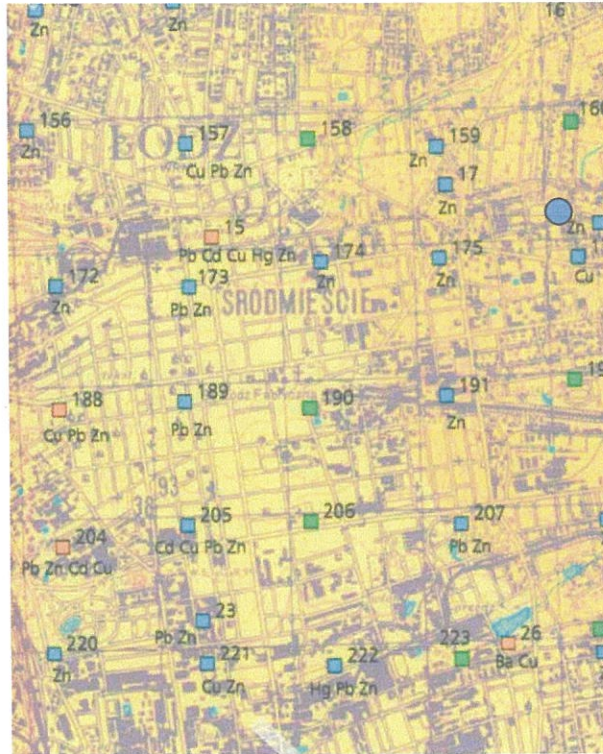 16
Zn
Zn
156
Zn
ŁÓDŹ
157
Cu Pb Zn
158
159
Zn
160
17
Zn
15
Pb Cd Cu Hg Zn
Zn
172
Zn
173
Pb Zn
174
Zn
175
Zn
Cu
ŚRÓDMIEŚCIE
188
Cu Pb Zn
189
Pb Zn
190
191
Zn
93
38
204
Pb Zn Cd Cu
205
Cd Cu Pb Zn
206
207
Pb Zn
23
Pb Zn
220
Zn
221
Cu Zn
222
Hg Pb Zn
223
26
Ba Cu